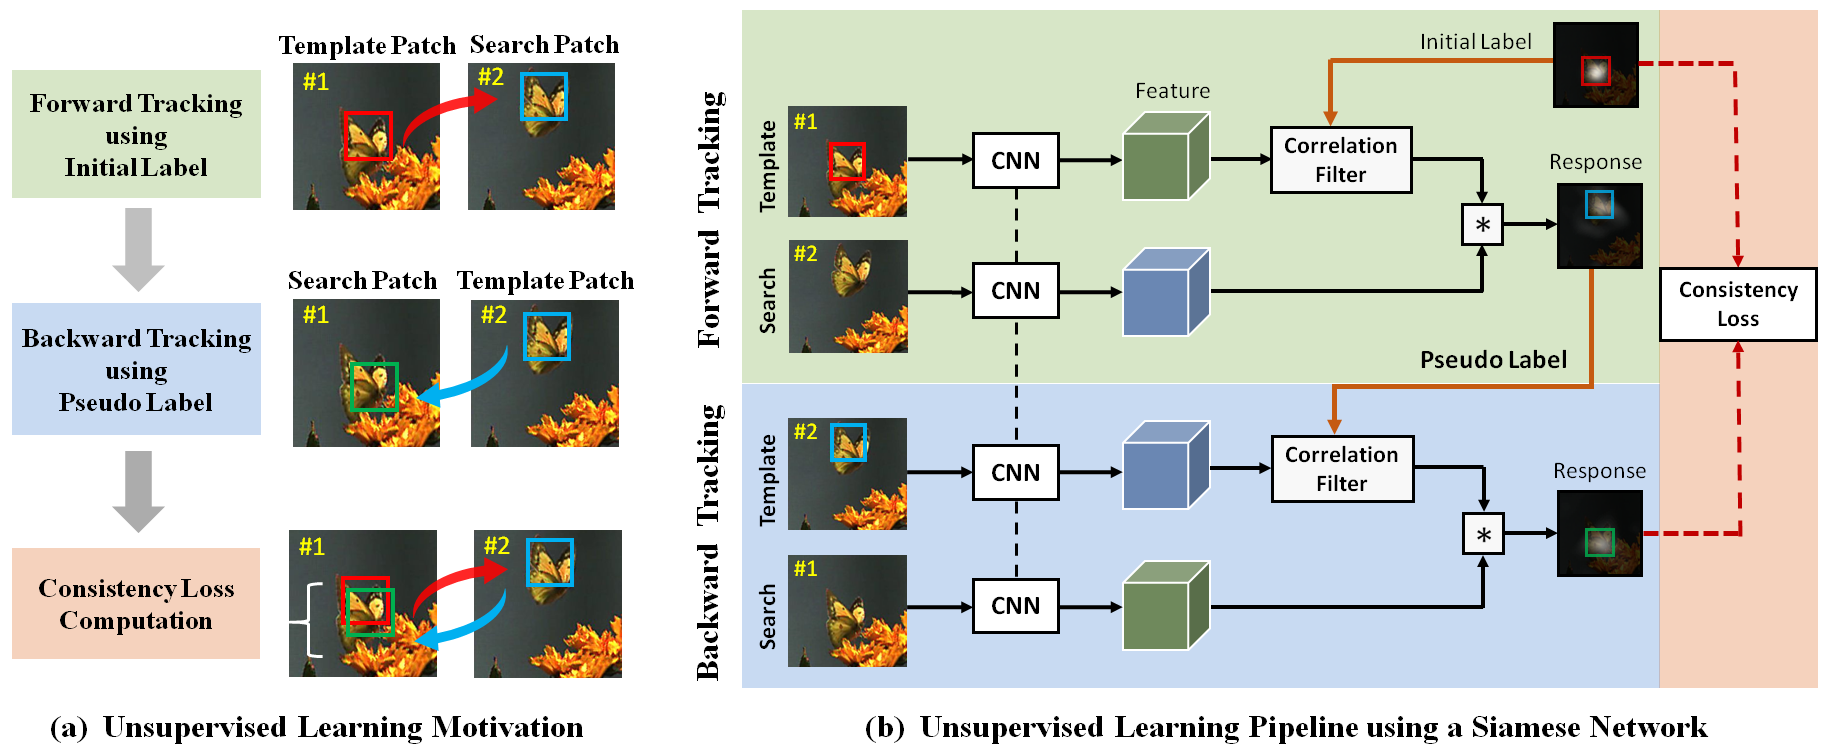 Forward Tracking
using
Initial Label
Backward Tracking
using
Pseudo Label
Consistency Loss
Computation
Template Patch
Search Patch
#1
#2
Search Patch
Template Patch
#1
#2
#1
#2
(a) Unsupervised Learning Motivation
Forward Tracking
Backward Tracking
Template
Search
Template
Search
#1
#2
#2
#1
CNN
CNN
CNN
CNN
Feature
Initial Label
Correlation
Filter
*
Response
Pseudo Label
Correlation
Filter
*
Response
Consistency
Loss
(b) Unsupervised Learning Pipeline using a Siamese Network